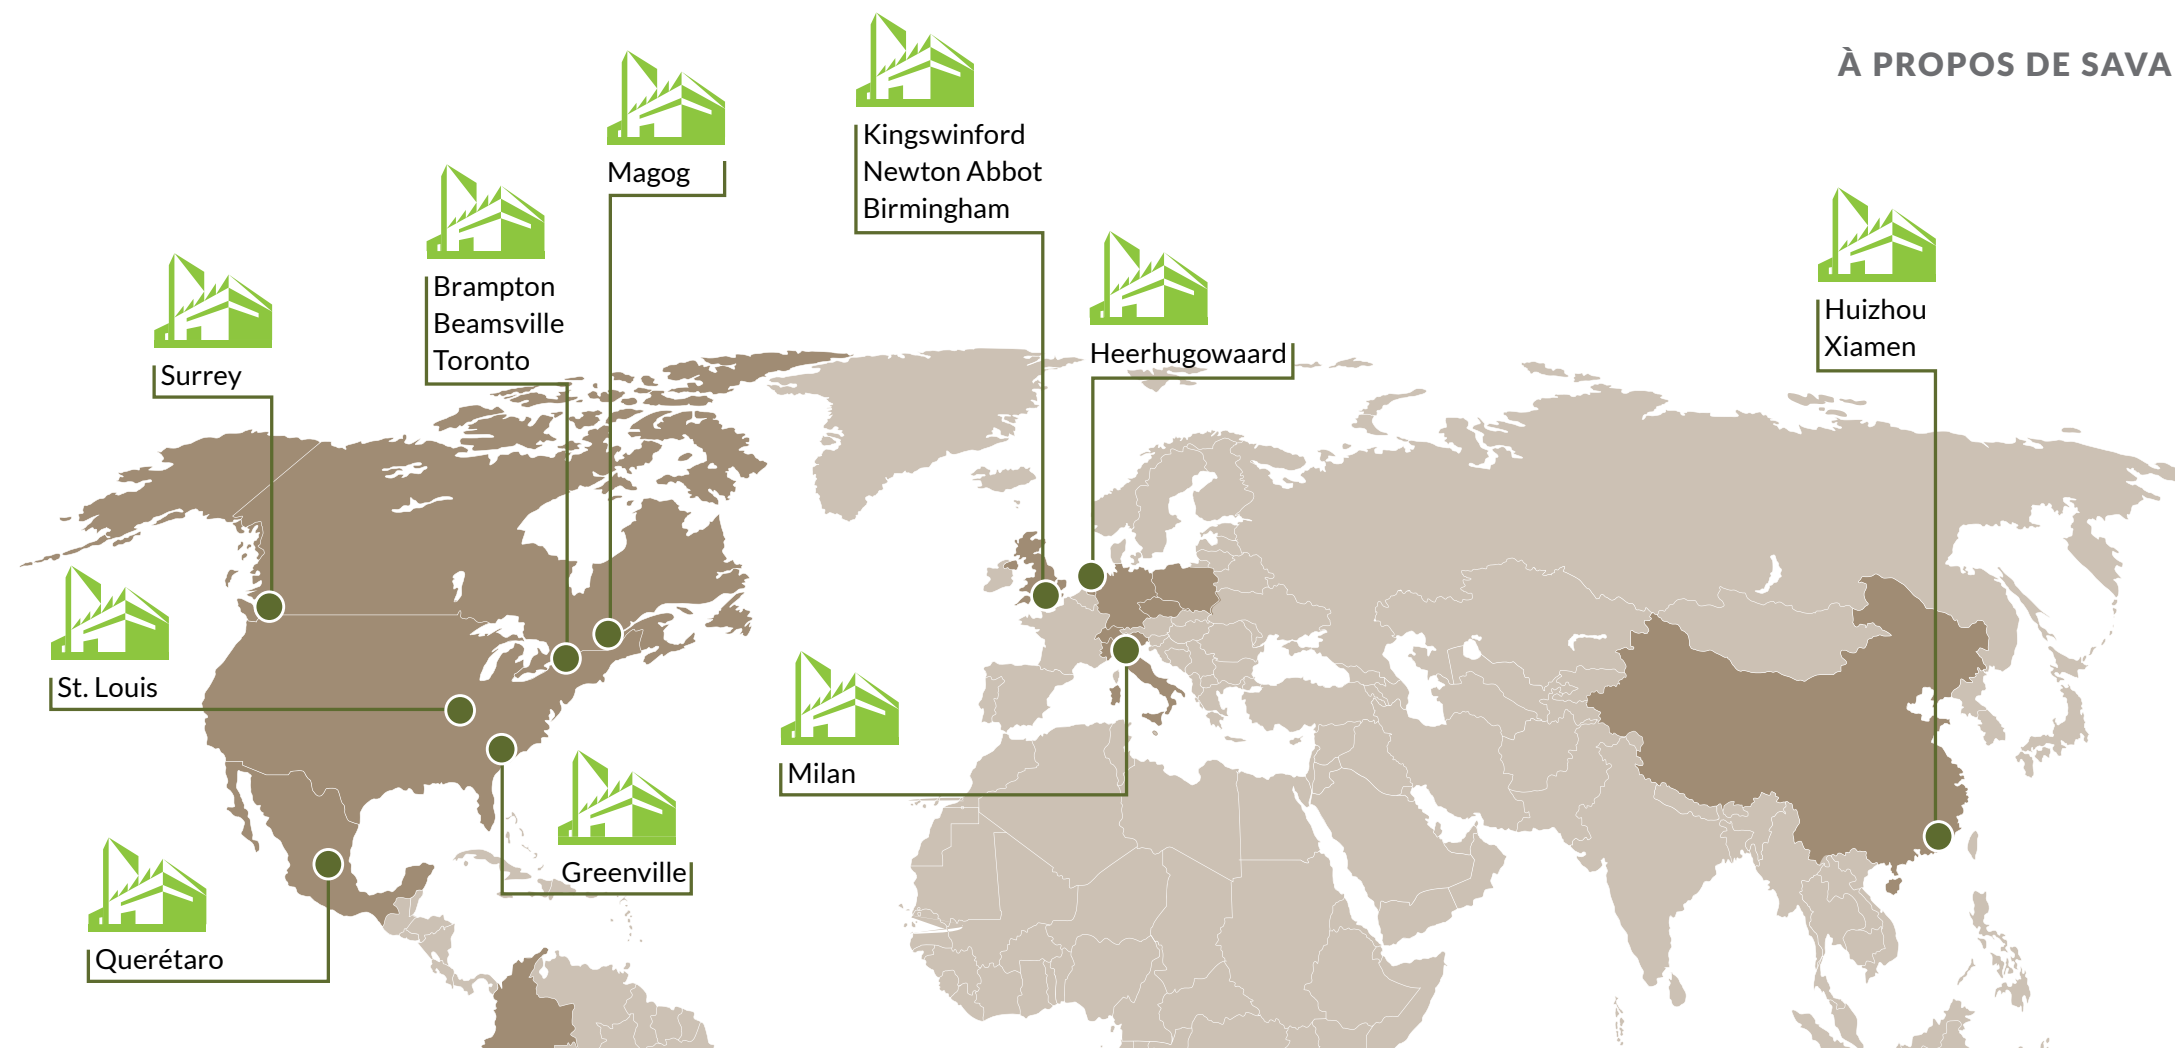 À PROPOS DE SAVA
Kingswinford
Newton Abbot
Birmingham
Magog
Brampton
Beamsville
Toronto
Huizhou
Xiamen
Heerhugowaard
Surrey
St. Louis
Milan
Greenville
Querétaro